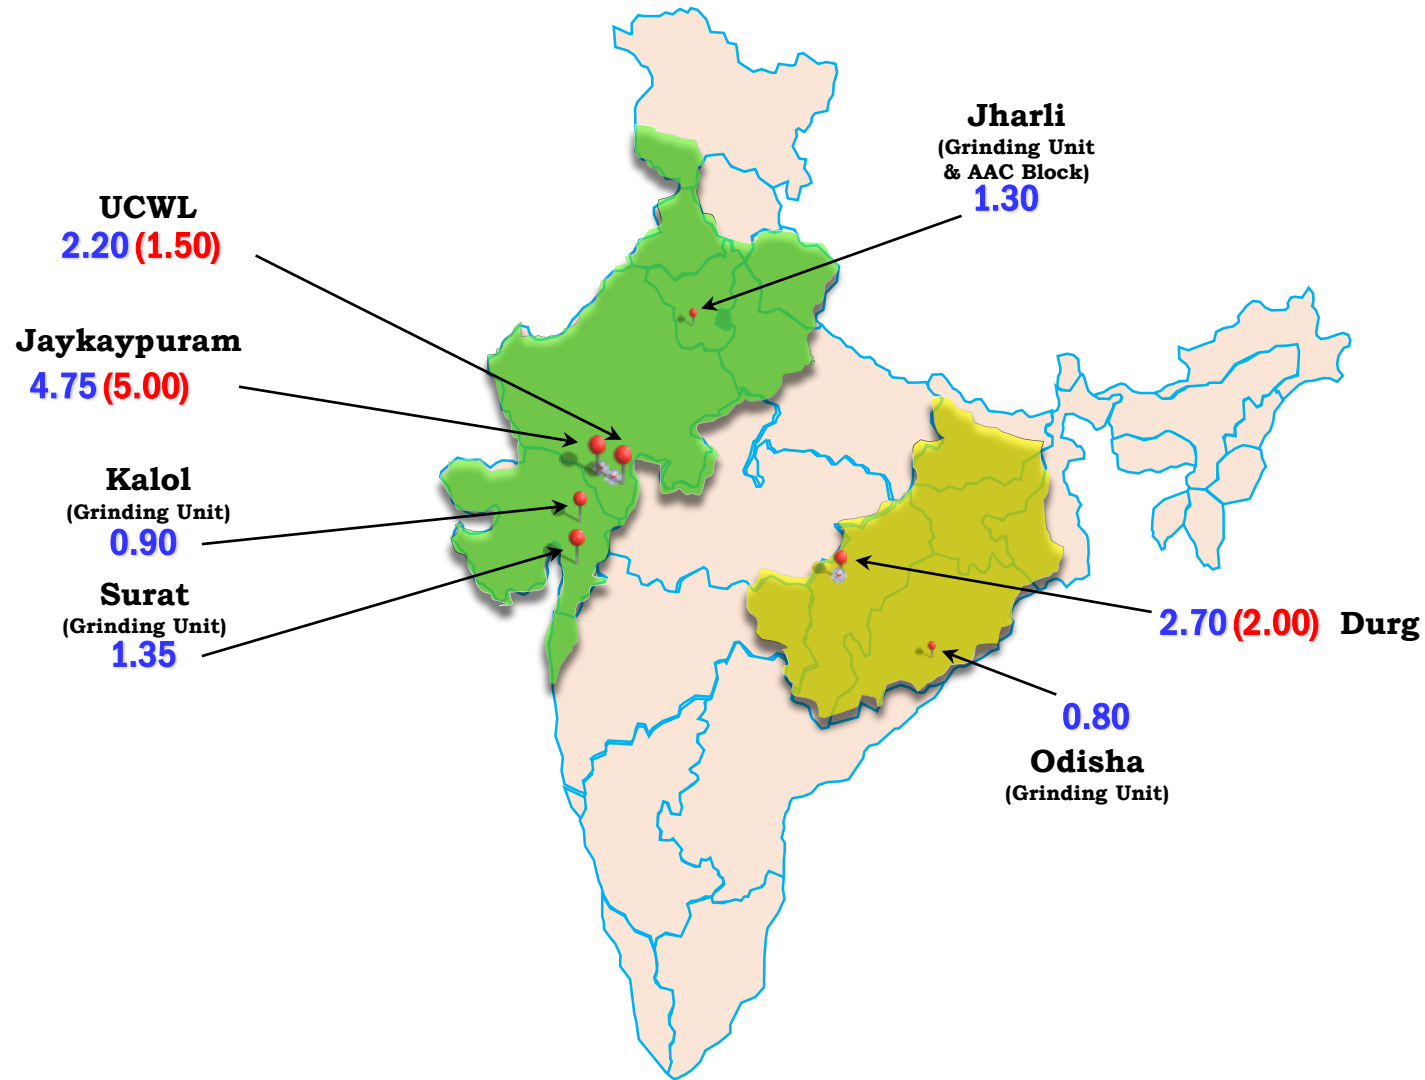 Jharli
(Grinding Unit
& AAC Block)
1.30
UCWL
2.20 (1.50)
Jaykaypuram
4.75 (5.00)
Kalol
(Grinding Unit)
0.90
Surat
(Grinding Unit)
1.35
2.70 (2.00) Durg
0.80
Odisha
(Grinding Unit)